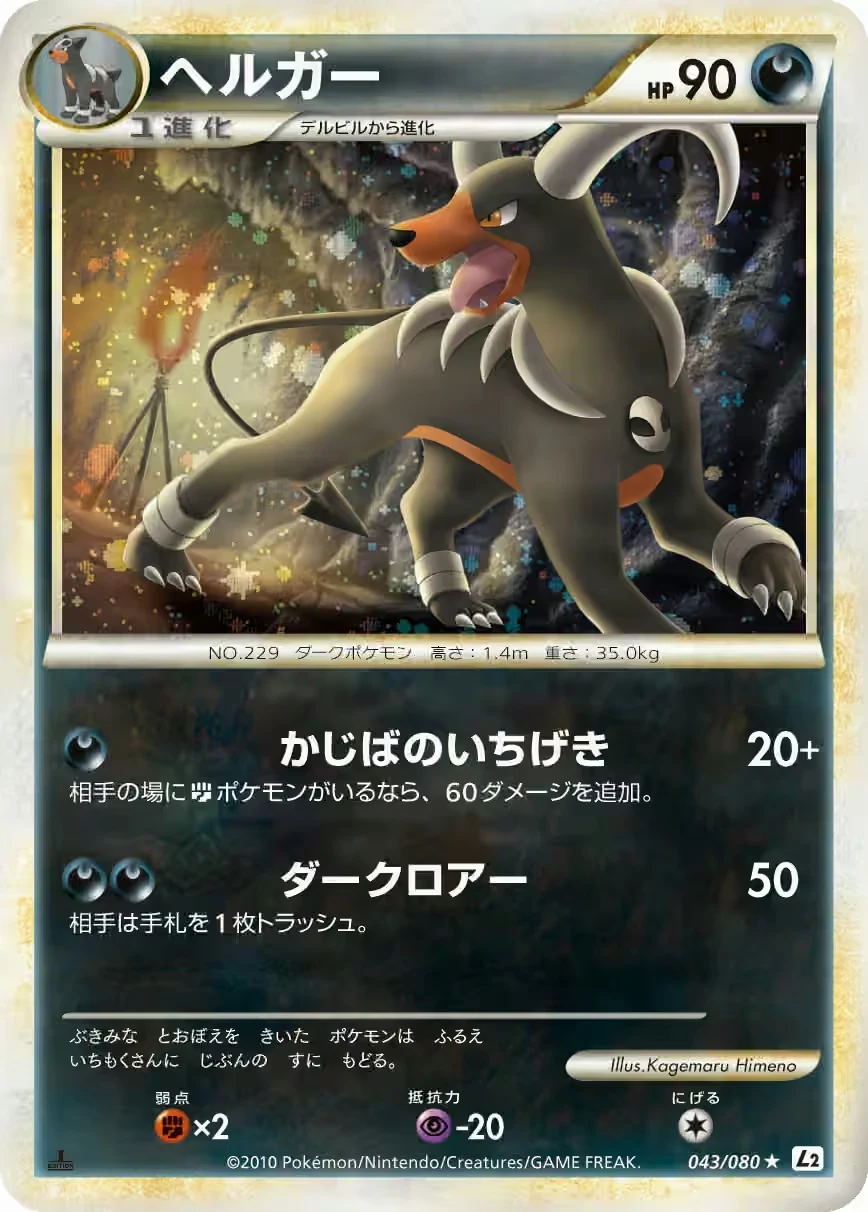 ヘルガー
HP 90
1進化
デルビルから進化
NO.229 ダークポケモン 高さ：1.4m 重さ：35.0kg
かじばのいちげき 20+
相手の場にポケモンがいるなら、60ダメージを追加。
ダークロアー 50
相手は手札を1枚トラッシュ。
ぶきみな とおぼえを きいた ポケモンは ふるえ
いちもくさんに じぶんの すに もどる。
Illus.Kagemaru Himeno
弱点 抵抗力 にげる
×2 -20
1 EDITION
©2010 Pokémon/Nintendo/Creatures/GAME FREAK.
043/080 ★ L2